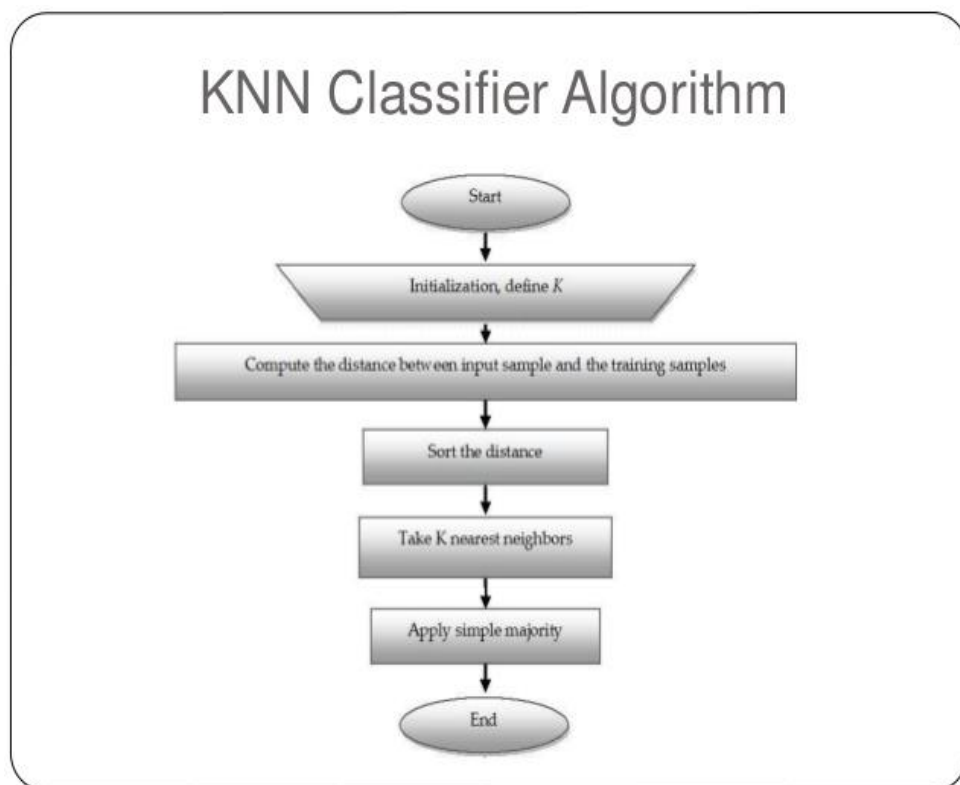 KNN Classifier Algorithm
Start
Initialization, define K
Compute the distance between input sample and the training samples
Sort the distance
Take K nearest neighbors
Apply simple majority
End